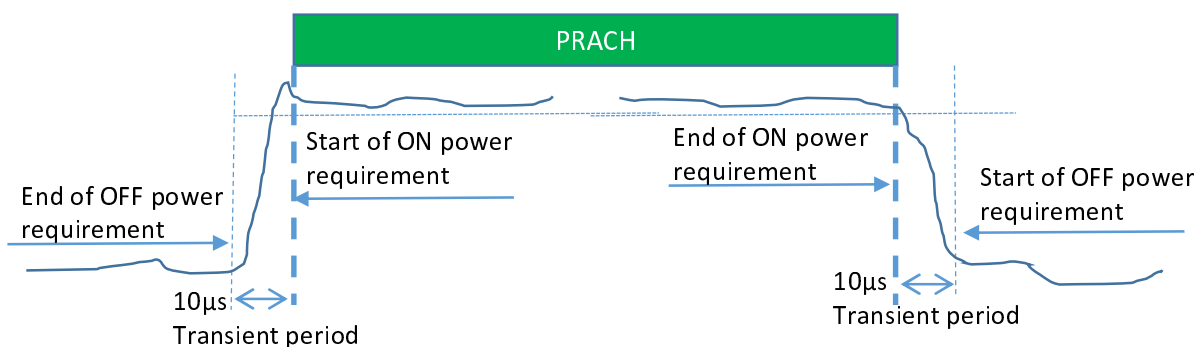 PRACH
Start of ON power
requirement
End of ON power
requirement
End of OFF power
requirement
Start of OFF power
requirement
10µs
Transient period
10µs
Transient period